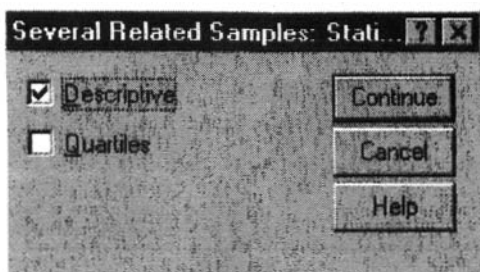 Several Related Samples: Stati... ? X
Descriptive
Continue
Quartiles
Cancel
Help